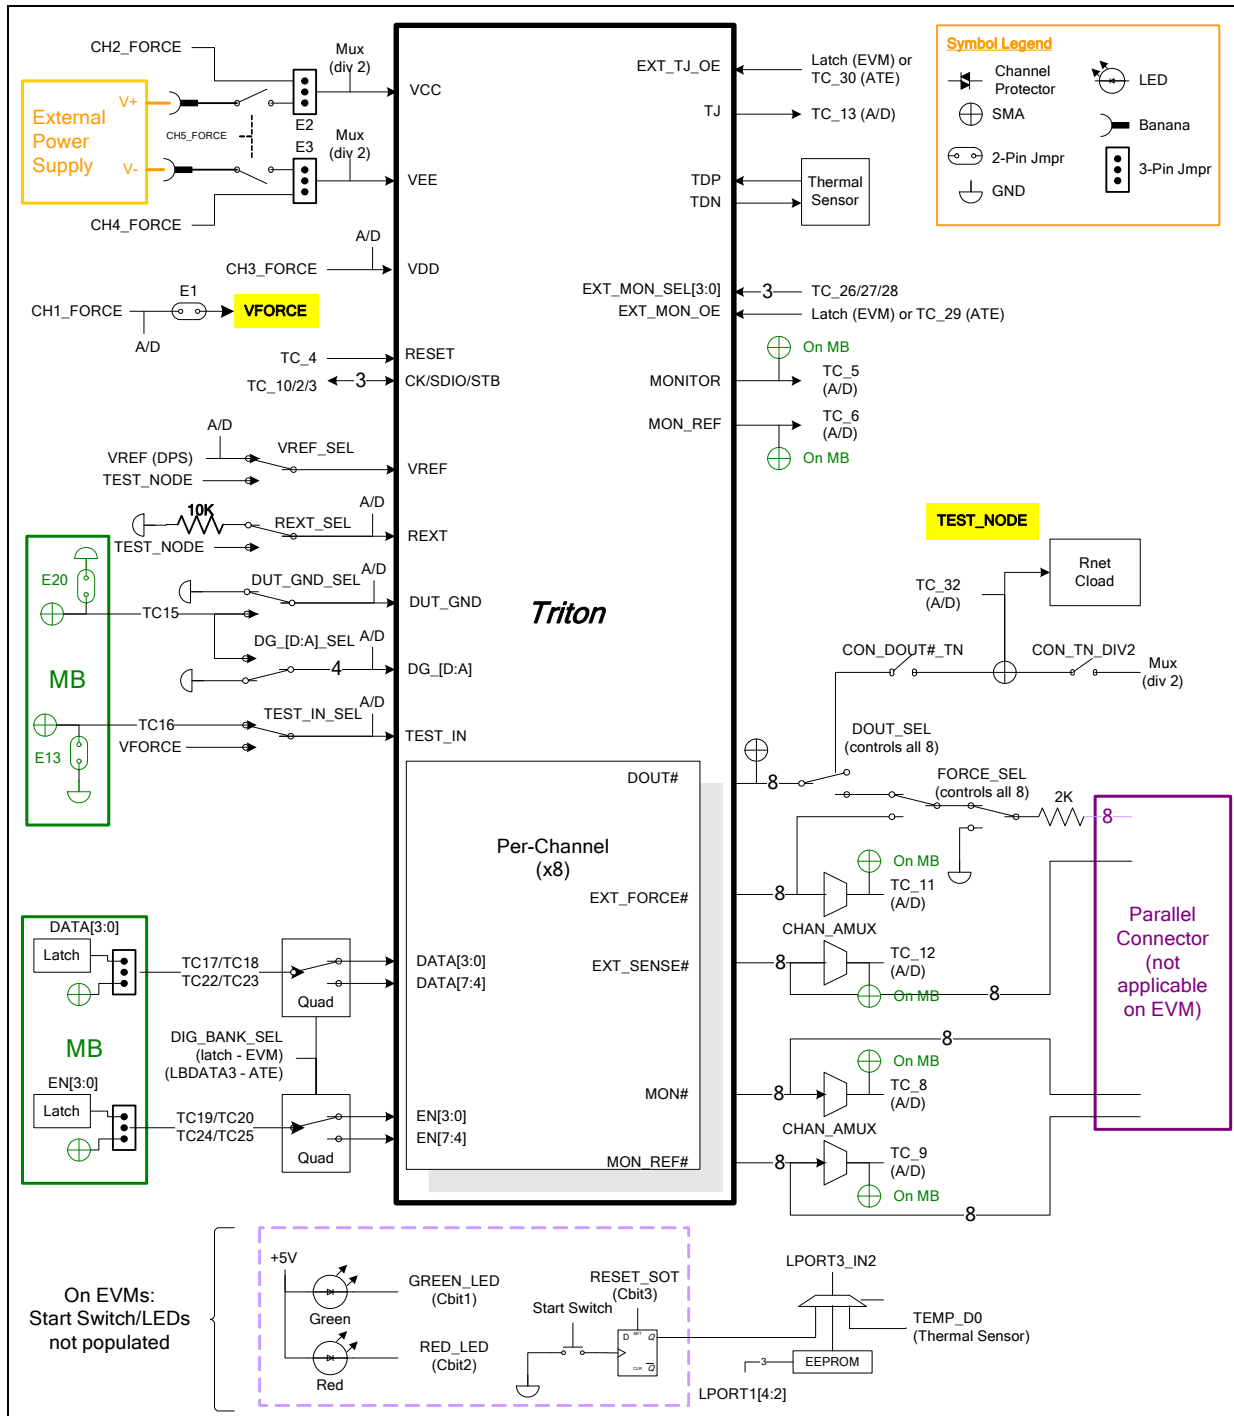 CH2_FORCE
Mux
(div 2)
V+
External
Power
Supply
V-
CH5_FORCE
E2
E3
Mux
(div 2)
CH4_FORCE
VCC
VEE
A/D
CH3_FORCE
VDD
E1
CH1_FORCE
VFORCE
A/D
TC_4
RESET
TC_10/2/3
3
CK/SDIO/STB
A/D
VREF (DPS)
VREF_SEL
TEST_NODE
VREF
10K
REXT_SEL
A/D
TEST_NODE
REXT
E20
DUT_GND_SEL
A/D
TC15
DUT_GND
DG_[D:A]_SEL
A/D
4
DG_[D:A]
MB
TC16
TEST_IN_SEL
A/D
VFORCE
TEST_IN
E13
Triton
EXT_TJ_OE
Latch (EVM) or
TC_30 (ATE)
TJ
TC_13 (A/D)
TDP
TDN
Thermal
Sensor
EXT_MON_SEL[3:0]
3
TC_26/27/28
EXT_MON_OE
Latch (EVM) or TC_29 (ATE)
On MB
MONITOR
TC_5
(A/D)
MON_REF
TC_6
(A/D)
On MB
Symbol Legend
Channel
Protector
LED
SMA
Banana
2-Pin Jmpr
3-Pin Jmpr
GND
TEST_NODE
Rnet
Cload
TC_32
(A/D)
CON_DOUT#_TN
CON_TN_DIV2
Mux
(div 2)
DOUT_SEL
(controls all 8)
FORCE_SEL
(controls all 8)
2K
8
8
DOUT#
Per-Channel
(x8)
EXT_FORCE#
8
On MB
TC_11
(A/D)
CHAN_AMUX
EXT_SENSE#
8
TC_12
(A/D)
On MB
8
Parallel
Connector
(not
applicable
on EVM)
8
On MB
MON#
8
TC_8
(A/D)
CHAN_AMUX
MON_REF#
8
TC_9
(A/D)
On MB
8
DATA[3:0]
Latch
TC17/TC18
TC22/TC23
Quad
DATA[3:0]
DATA[7:4]
MB
DIG_BANK_SEL
(latch - EVM)
(LBDATA3 - ATE)
EN[3:0]
Latch
TC19/TC20
TC24/TC25
Quad
EN[3:0]
EN[7:4]
On EVMs:
Start Switch/LEDs
not populated
+5V
GREEN_LED
(Cbit1)
Green
RED_LED
(Cbit2)
Red
RESET_SOT
(Cbit3)
Start Switch
D
SET
Q
CLR
Q
LPORT3_IN2
TEMP_D0
(Thermal Sensor)
EEPROM
3
LPORT1[4:2]